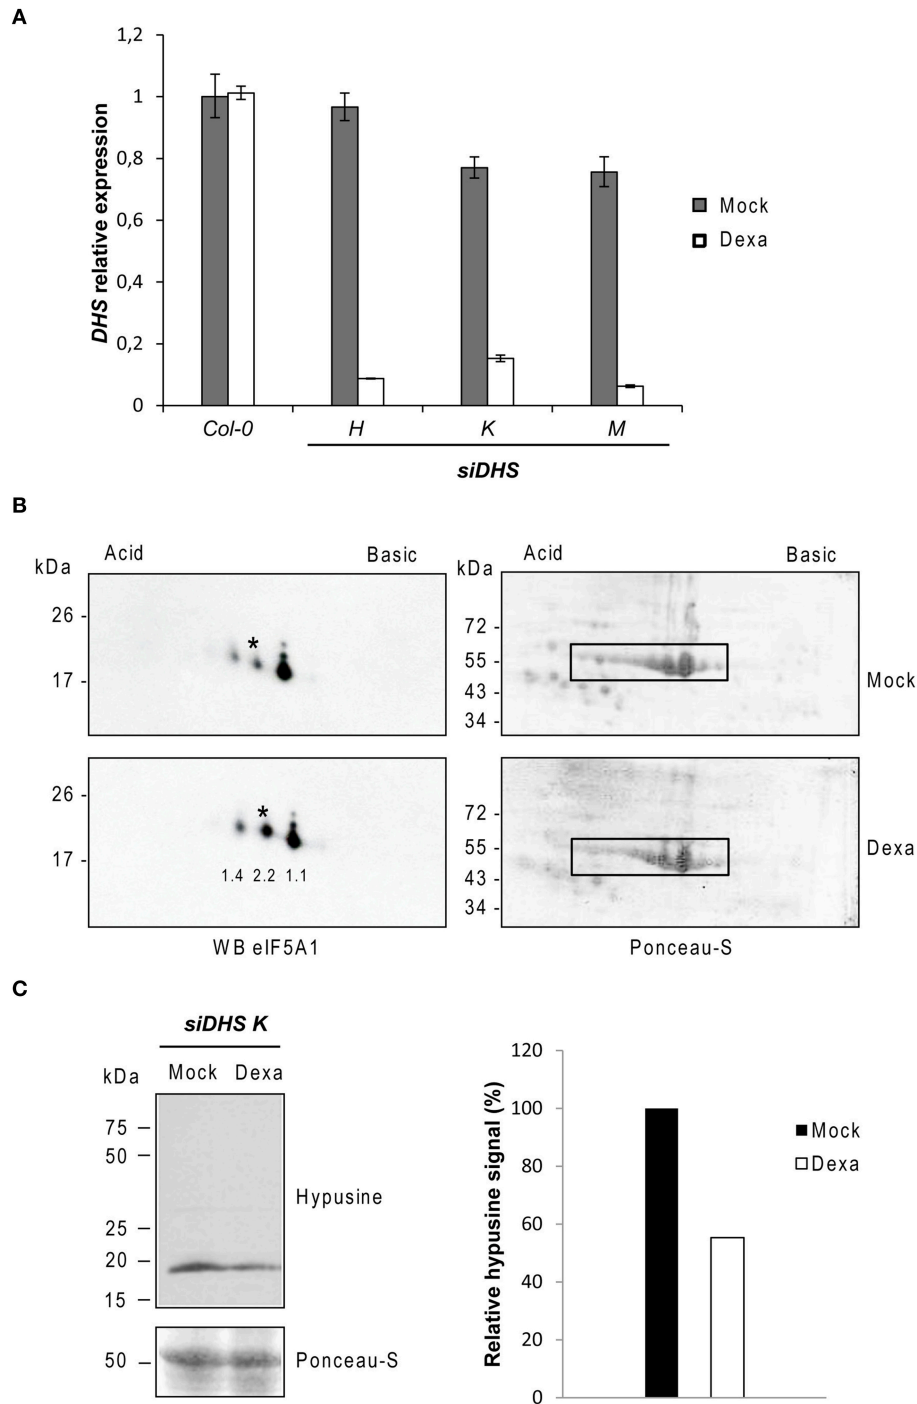 A
1,2
1
0,8
0,6
0,4
0,2
0
DHS relative expression
Mock
Dexa
Col-0 H K M
siDHS
B
kDa Acid Basic
26 -
17 -
kDa Acid Basic
72 -
55 -
43 -
34 -
Mock
*
26 -
17 -
*
1.4 2.2 1.1
72 -
55 -
43 -
34 -
Dexa
WB eIF5A1
Ponceau-S
C
siDHS K
kDa Mock Dexa
75 –
50 –
25 –
20 –
15 –
Hypusine
50 –
Ponceau-S
Relative hypusine signal (%)
120
100
80
60
40
20
0
Mock
Dexa